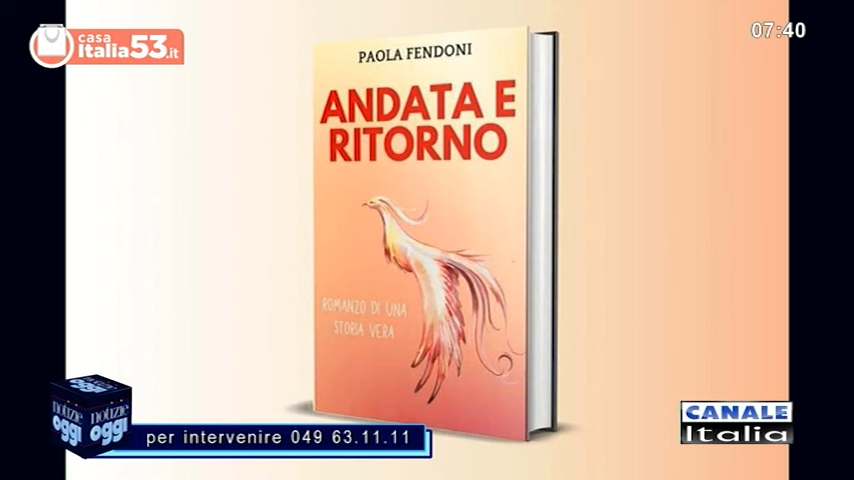 casa
italia53.it
07:40
PAOLA FENDONI
ANDATA E
RITORNO
ROMANZO DI UNA
STORIA VERA
notizie
oggi
notizie
oggi
per intervenire 049 63.11.11
CANALE
Italia